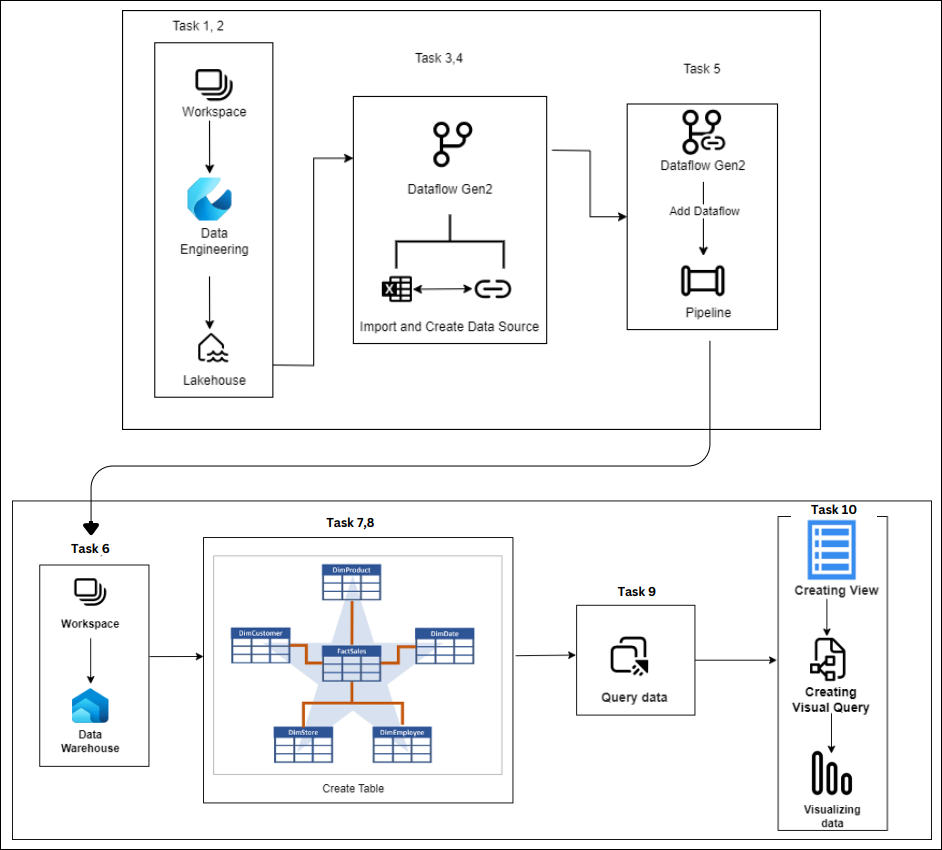 Task 1, 2
Workspace
Data
Engineering
Lakehouse
Task 3,4
Dataflow Gen2
Import and Create Data Source
Task 5
Dataflow Gen2
Add Dataflow
Pipeline
Task 6
Workspace
Data
Warehouse
Task 7,8
DimProduct
DimCustomer
DimDate
FactSales
DimStore
DimEmployee
Create Table
Task 9
Query data
Task 10
Creating View
Creating
Visual Query
Visualizing
data